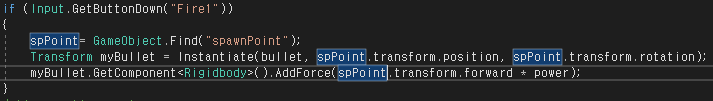 if (Input.GetButtonDown("Fire1"))
{
spPoint= GameObject.Find("spawnPoint");
Transform myBullet = Instantiate(bullet, spPoint.transform.position, spPoint.transform.rotation);
myBullet.GetComponent<Rigidbody>().AddForce(spPoint.transform.forward * power);
}